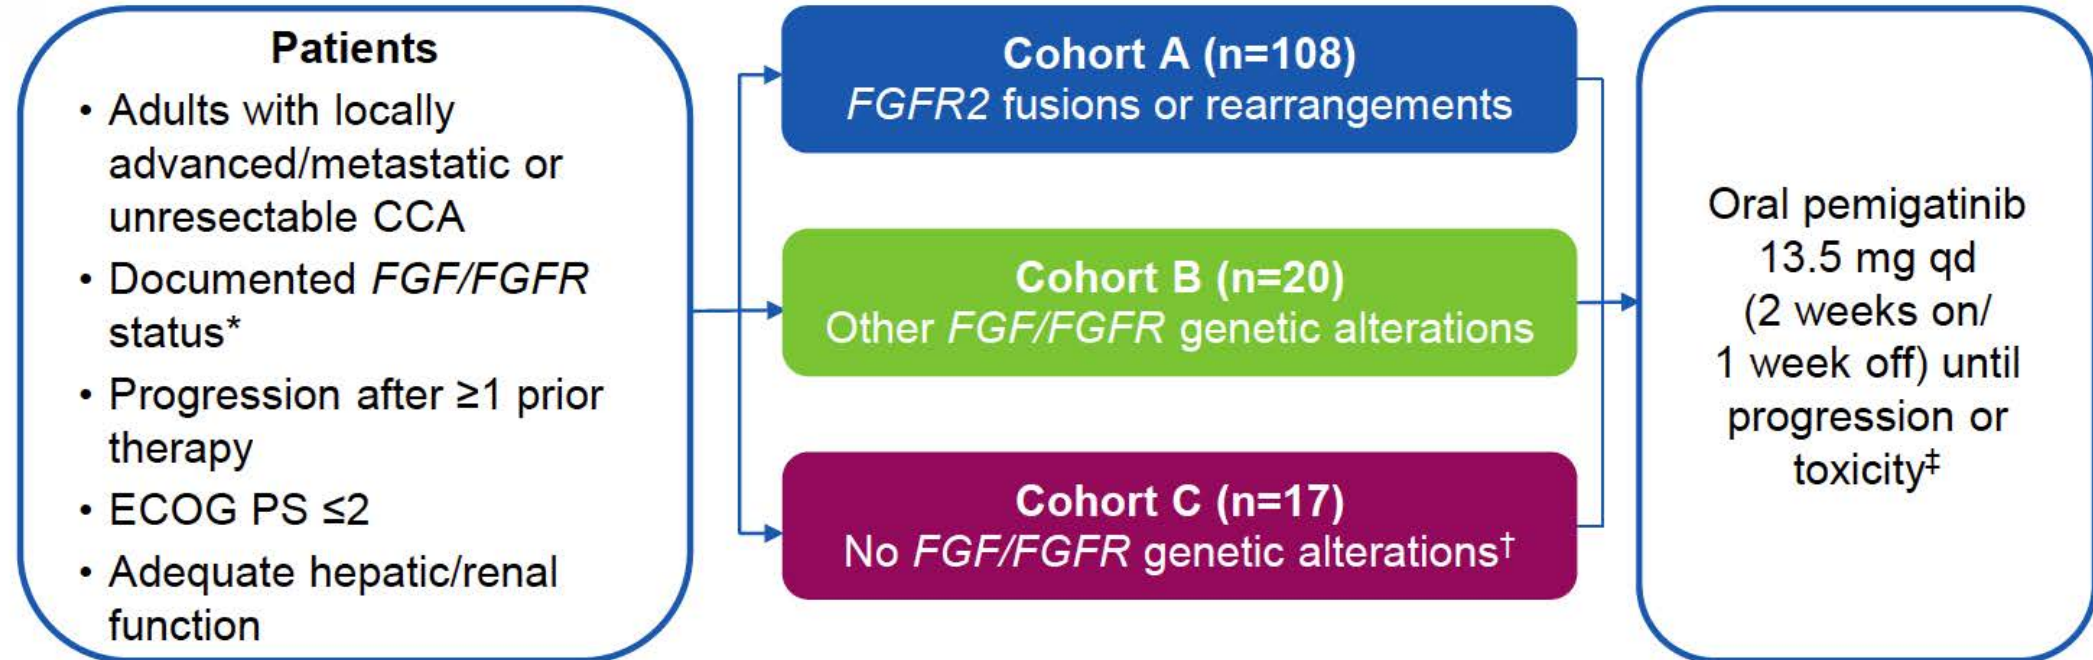 Patients
• Adults with locally
advanced/metastatic or
unresectable CCA
• Documented FGF/FGFR
status*
• Progression after ≥1 prior
therapy
• ECOG PS ≤2
• Adequate hepatic/renal
function
Cohort A (n=108)
FGFR2 fusions or rearrangements
Cohort B (n=20)
Other FGF/FGFR genetic alterations
Cohort C (n=17)
No FGF/FGFR genetic alterations†
Oral pemigatinib
13.5 mg qd
(2 weeks on/
1 week off) until
progression or
toxicity‡